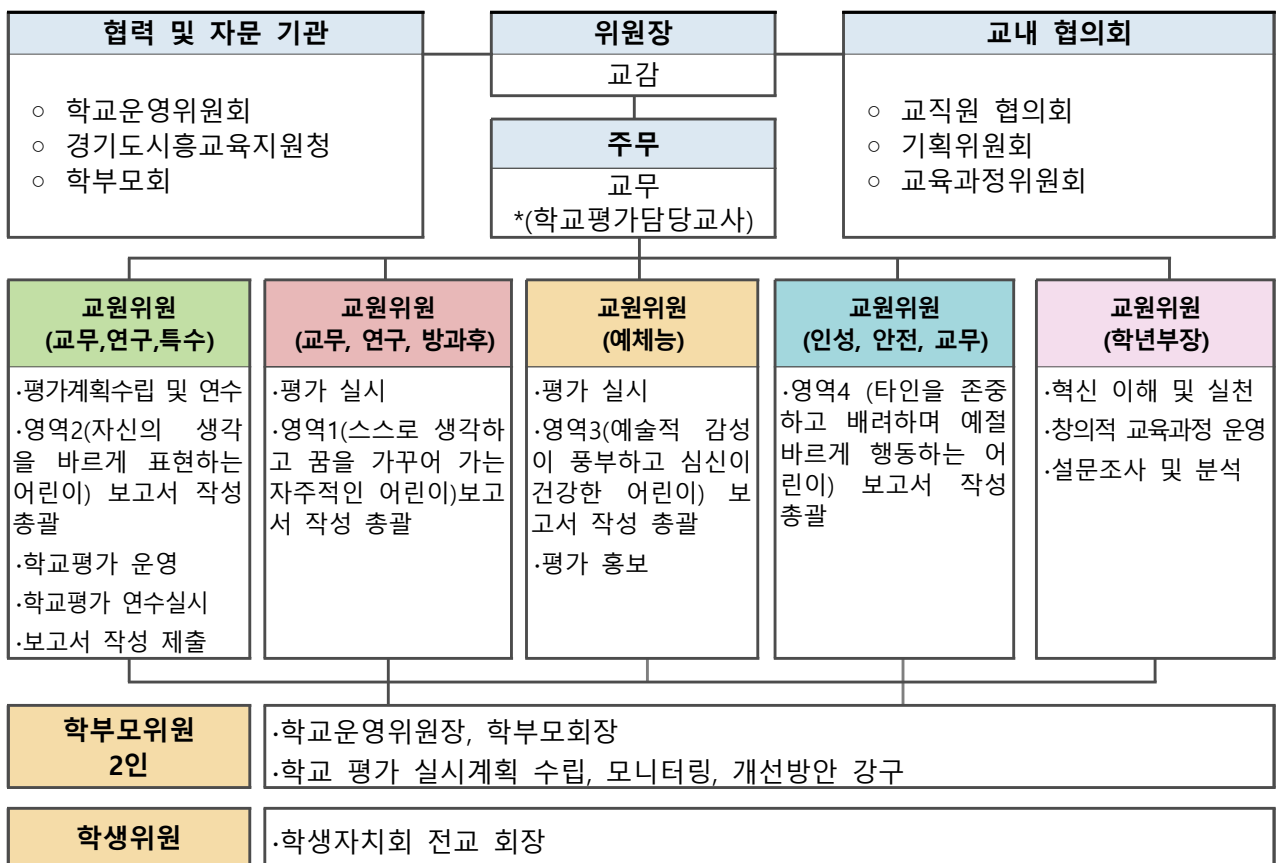 협력 및 자문 기관
○ 학교운영위원회
○ 경기도시흥교육지원청
○ 학부모회
위원장
교감
주무
교무
*(학교평가담당교사)
교내 협의회
○ 교직원 협의회
○ 기획위원회
○ 교육과정위원회
교원위원
(교무,연구,특수)
·평가계획수립 및 연수
·영역2(자신의 생각
을 바르게 표현하는
어린이) 보고서 작성
총괄
·학교평가 운영
·학교평가 연수실시
·보고서 작성 제출
교원위원
(교무, 연구, 방과후)
·평가 실시
·영역1(스스로 생각하
고 꿈을 가꾸어 가는
자주적인 어린이)보고
서 작성 총괄
교원위원
(예체능)
·평가 실시
·영역3(예술적 감성
이 풍부하고 심신이
건강한 어린이) 보
고서 작성 총괄
·평가 홍보
교원위원
(인성, 안전, 교무)
·영역4 (타인을 존중
하고 배려하며 예절
바르게 행동하는 어
린이) 보고서 작성
총괄
교원위원
(학년부장)
·혁신 이해 및 실천
·창의적 교육과정 운영
·설문조사 및 분석
학부모위원
2인
·학교운영위원장, 학부모회장
·학교 평가 실시계획 수립, 모니터링, 개선방안 강구
학생위원
·학생자치회 전교 회장